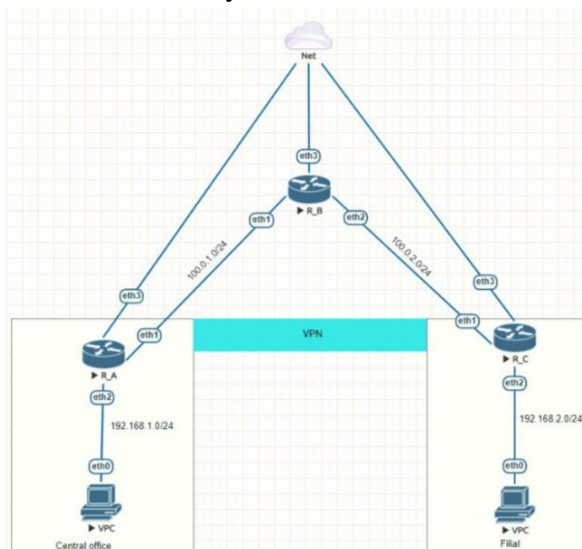 Net
eth3
R_B
eth1
eth2
100.0.1.0/24
100.0.2.0/24
eth3
eth3
eth1
VPN
eth1
R_A
R_C
eth2
eth2
192.168.1.0/24
192.168.2.0/24
eth0
eth0
VPC
VPC
Central office
Filial